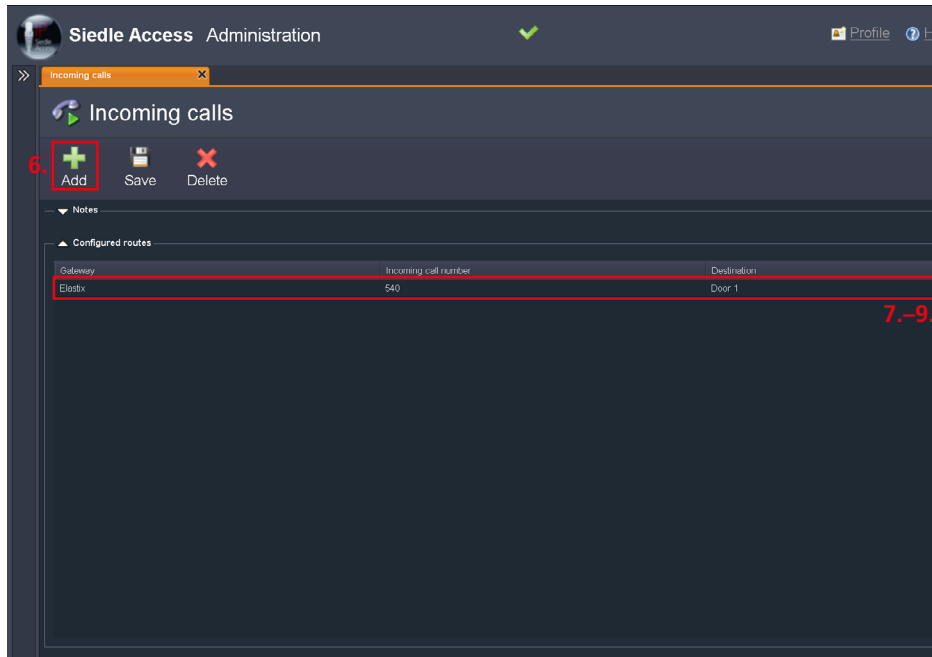 Siedle Access Administration
Profile
Incoming calls
Incoming calls
6.
Add Save Delete
Notes
Configured routes
Gateway Incoming call number Destination
Elastix 540 Door 1
7.–9.